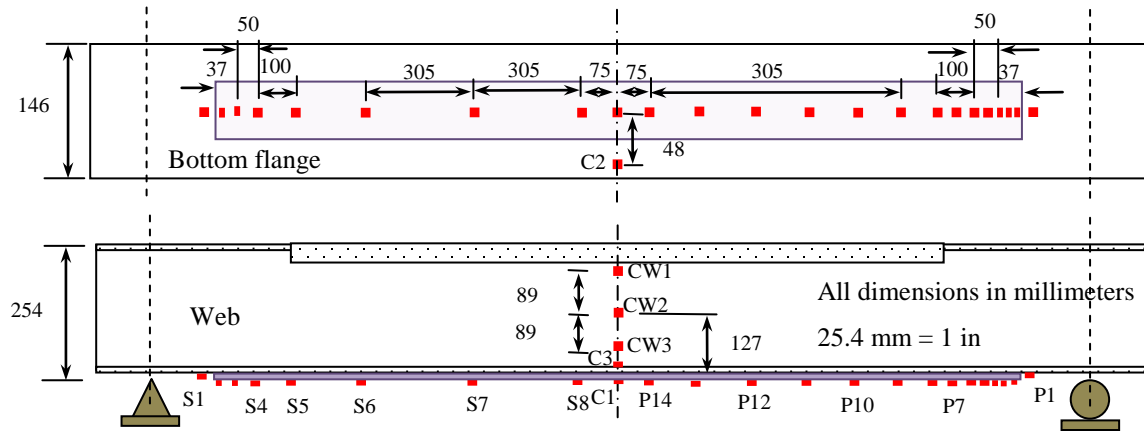 50 50
37 100 305 305 75 75 305 100 37
146
48
Bottom flange C2
CW1
89 All dimensions in millimeters
254 Web CW2
89 127 25.4 mm = 1 in
CW3
C3
S1 S4 S5 S6 S7 S8 C1 P14 P12 P10 P7 P1